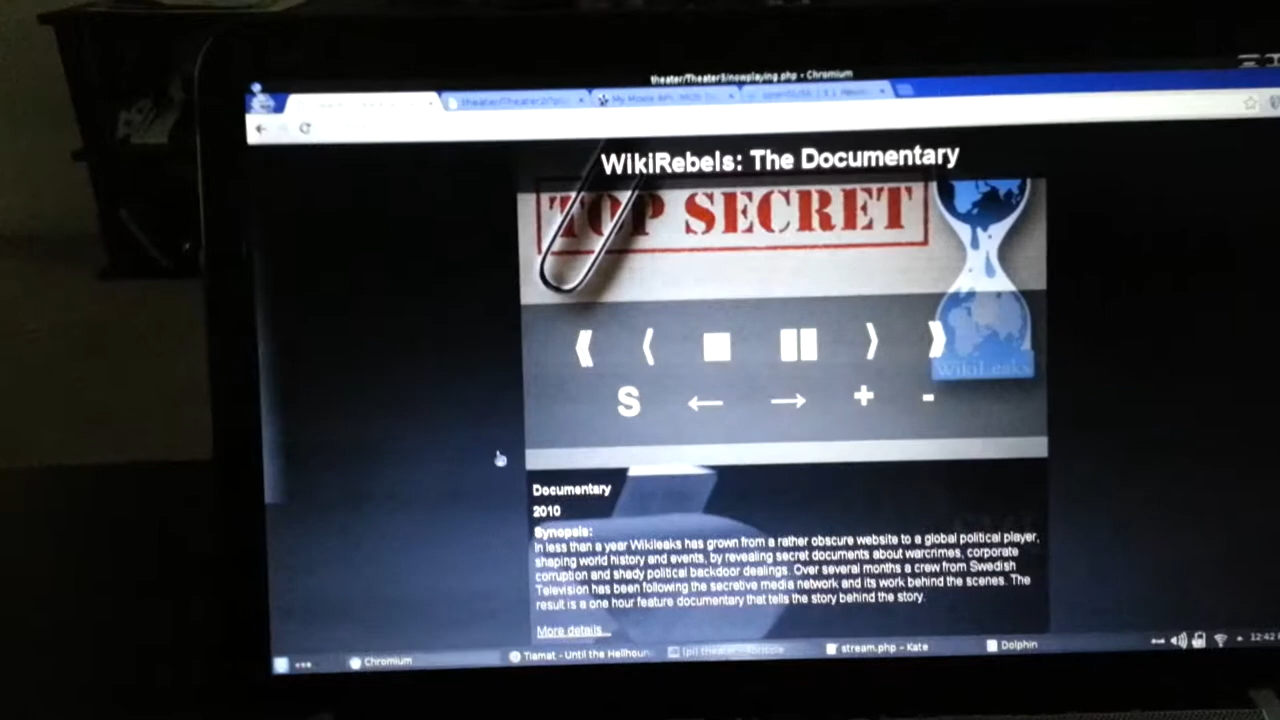 theater/Theater3/nowplaying.php - Chromium
WikiRebels: The Documentary
TOP SECRET
WikiLeaks
S ← → + -
Documentary
2010
Synopsis:
In less than a year Wikileaks has grown from a rather obscure website to a global political player,
shaping world history and events, by revealing secret documents about warcrimes, corporate
corruption and shady political backdoor dealings. Over several months a crew from Swedish
Television has been following the secretive media network and its work behind the scenes. The
result is a one hour feature documentary that tells the story behind the story.
More details...
Chromium
Tiamat - Until the Hellhoun
stream.php - Kate
Dolphin
12:42